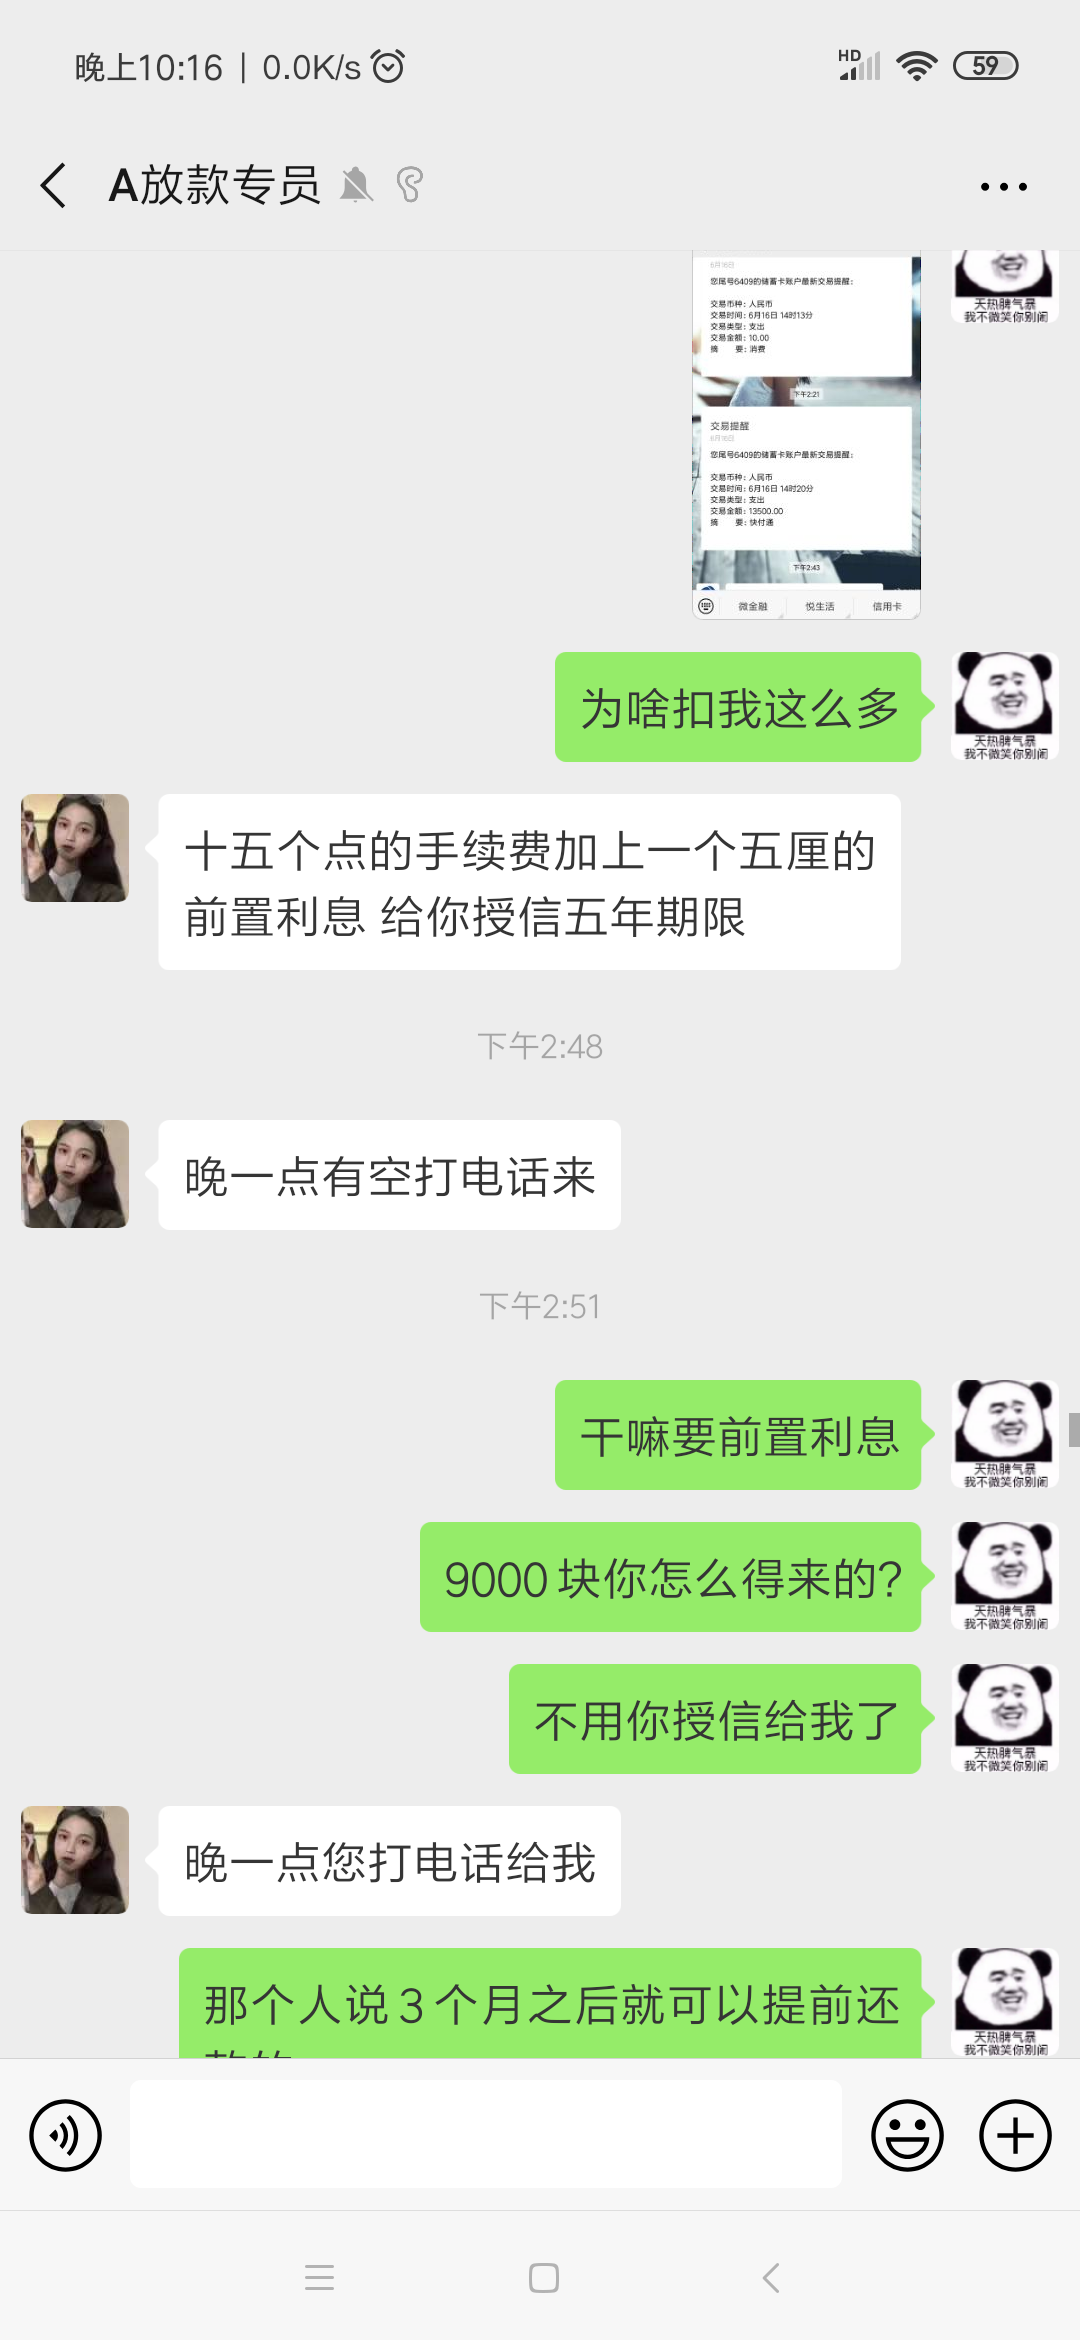 晚上10:16 | 0.0K/s
HD
59
A放款专员
6月16日
您尾号6409的储蓄卡账户最新交易提醒：
交易币种：人民币
交易时间：6月16日 14时13分
交易类型：支出
交易金额：10.00
摘 要：消费
下午2:21
交易提醒
6月16日
您尾号6409的储蓄卡账户最新交易提醒：
交易币种：人民币
交易时间：6月16日 14时20分
交易类型：支出
交易金额：13500.00
摘 要：快付通
下午2:43
微金融 悦生活 信用卡
天热脾气暴
我不微笑你别闹
为啥扣我这么多
天热脾气暴
我不微笑你别闹
十五个点的手续费加上一个五厘的
前置利息 给你授信五年期限
下午2:48
晚一点有空打电话来
下午2:51
干嘛要前置利息
天热脾气暴
我不微笑你别闹
9000块你怎么得来的?
天热脾气暴
我不微笑你别闹
不用你授信给我了
天热脾气暴
我不微笑你别闹
晚一点您打电话给我
那个人说3个月之后就可以提前还
天热脾气暴
我不微笑你别闹